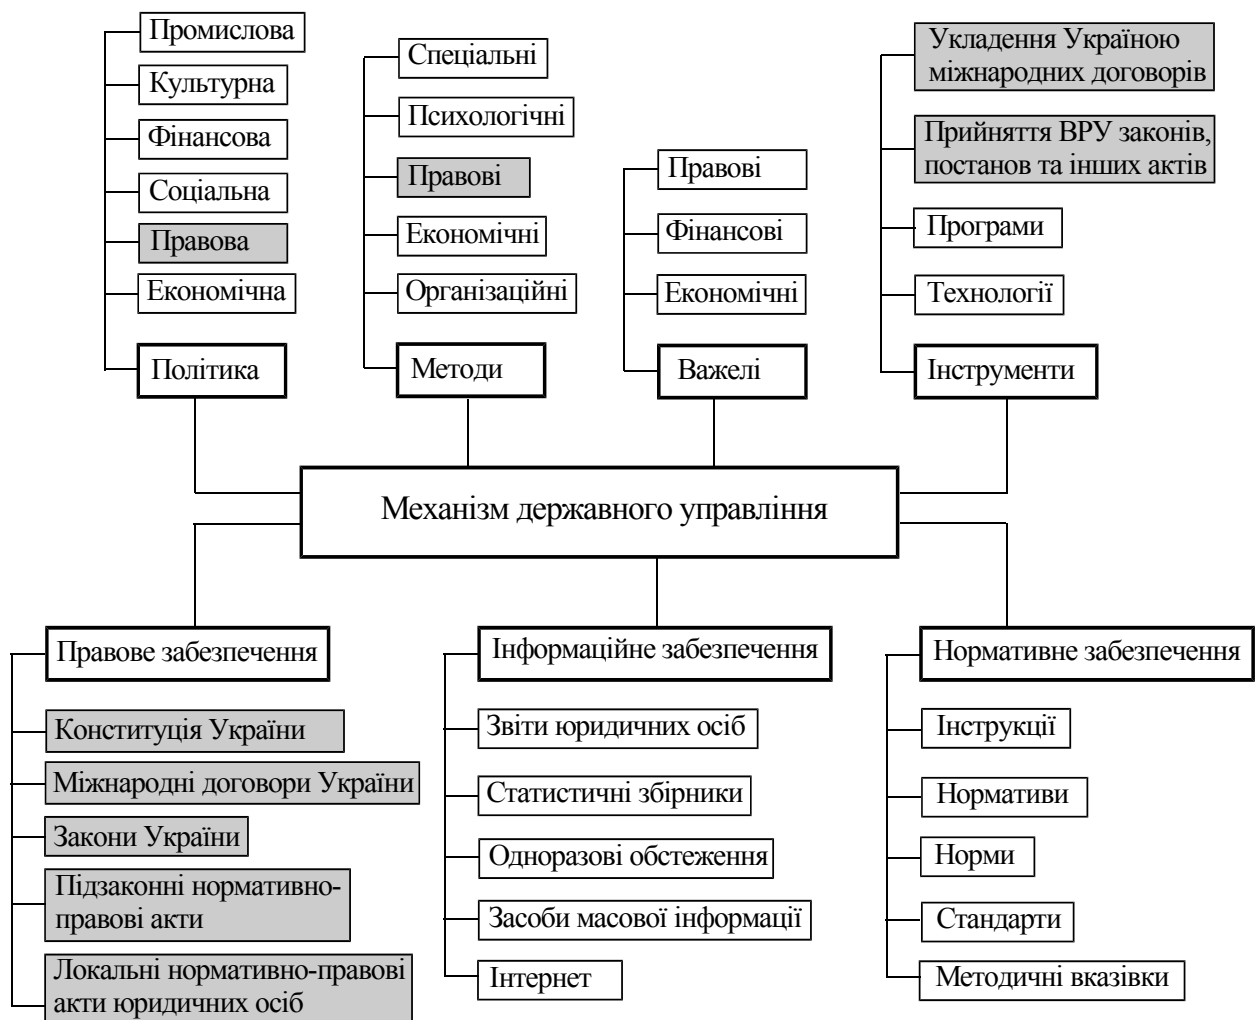 Промислова
Культурна
Фінансова
Соціальна
Правова
Економічна
Політика
Спеціальні
Психологічні
Правові
Економічні
Організаційні
Методи
Правові
Фінансові
Економічні
Важелі
Укладення Україною
міжнародних договорів
Прийняття ВРУ законів,
постанов та інших актів
Програми
Технології
Інструменти
Механізм державного управління
Правове забезпечення
Конституція України
Міжнародні договори України
Закони України
Підзаконні нормативно-
правові акти
Локальні нормативно-правові
акти юридичних осіб
Інформаційне забезпечення
Звіти юридичних осіб
Статистичні збірники
Одноразові обстеження
Засоби масової інформації
Інтернет
Нормативне забезпечення
Інструкції
Нормативи
Норми
Стандарти
Методичні вказівки